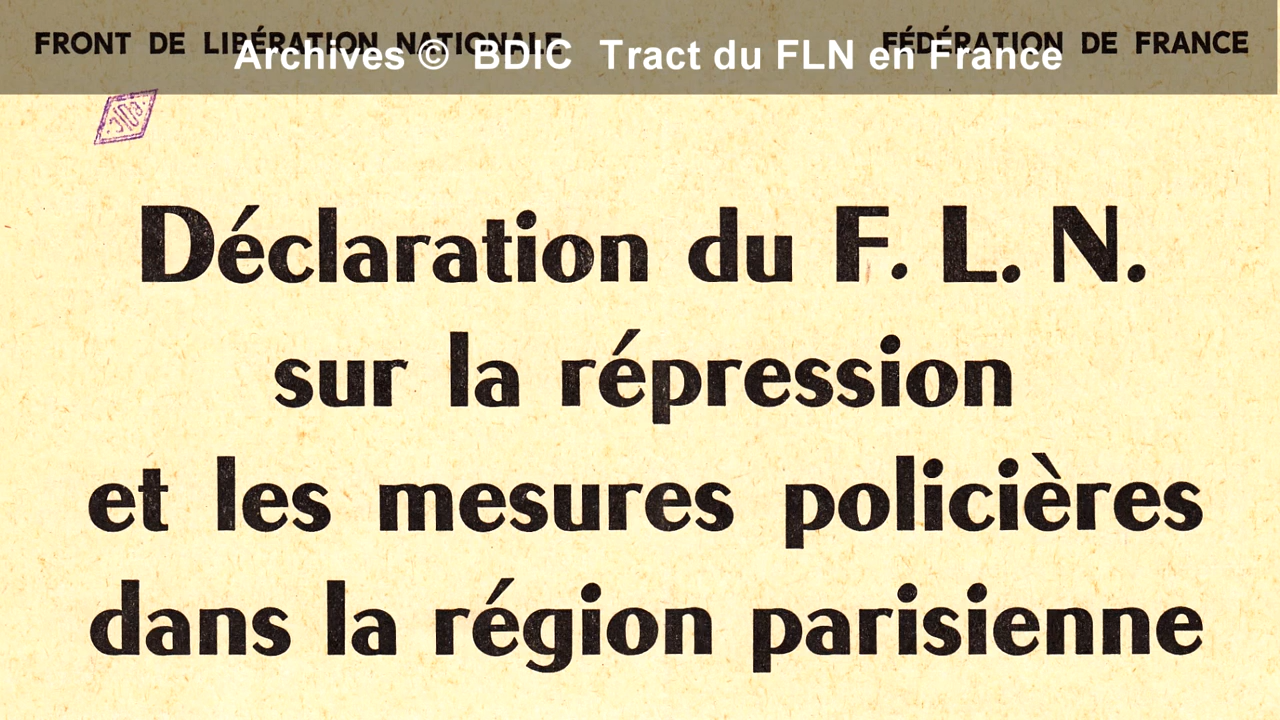 FRONT DE LIBÉRATION NATIONALE FÉDÉRATION DE FRANCE
Archives © BDIC Tract du FLN en France
Déclaration du F. L. N.
sur la répression
et les mesures policières
dans la région parisienne